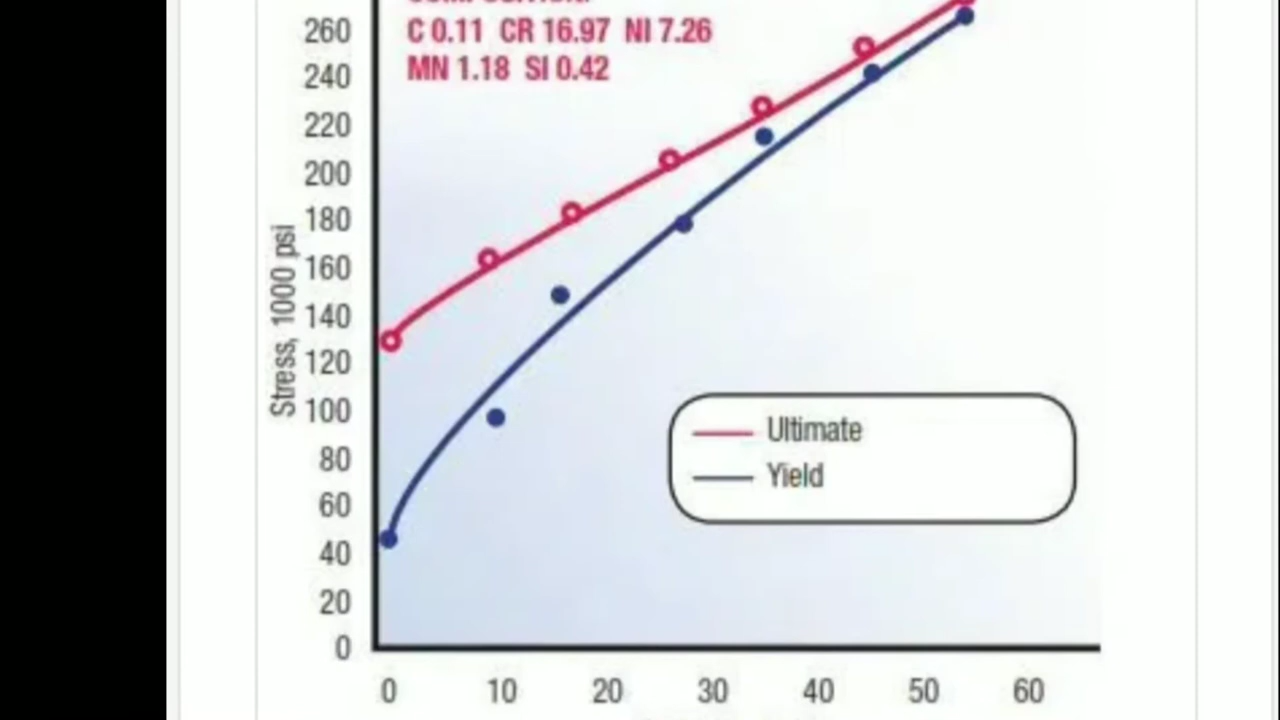 C 0.11 CR 16.97 NI 7.26
MN 1.18 SI 0.42
260
240
220
200
180
160
140
120
100
80
60
40
20
0
Stress, 1000 psi
Ultimate
Yield
0 10 20 30 40 50 60